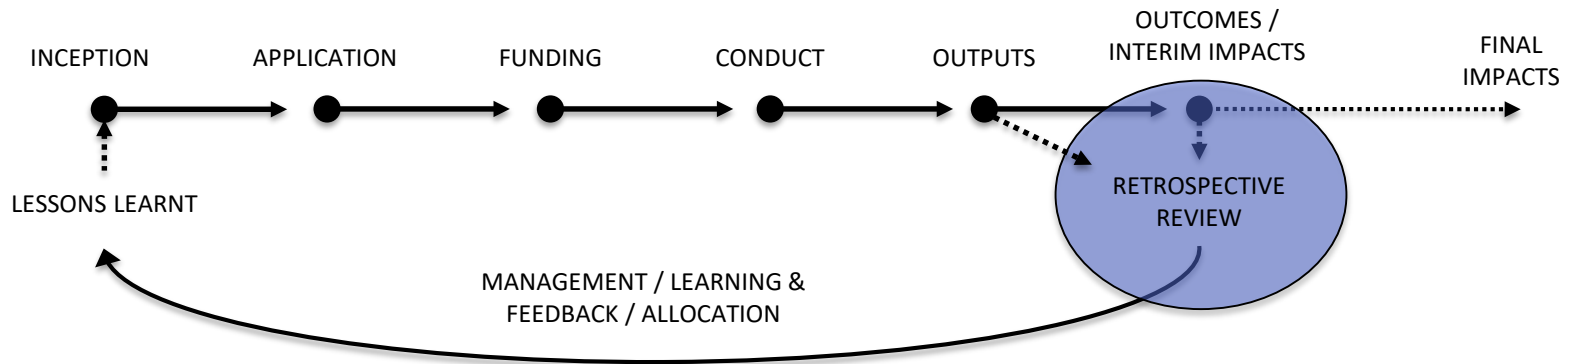 INCEPTION
APPLICATION
FUNDING
CONDUCT
OUTPUTS
OUTCOMES /
INTERIM IMPACTS
FINAL
IMPACTS
LESSONS LEARNT
RETROSPECTIVE
REVIEW
MANAGEMENT / LEARNING &
FEEDBACK / ALLOCATION